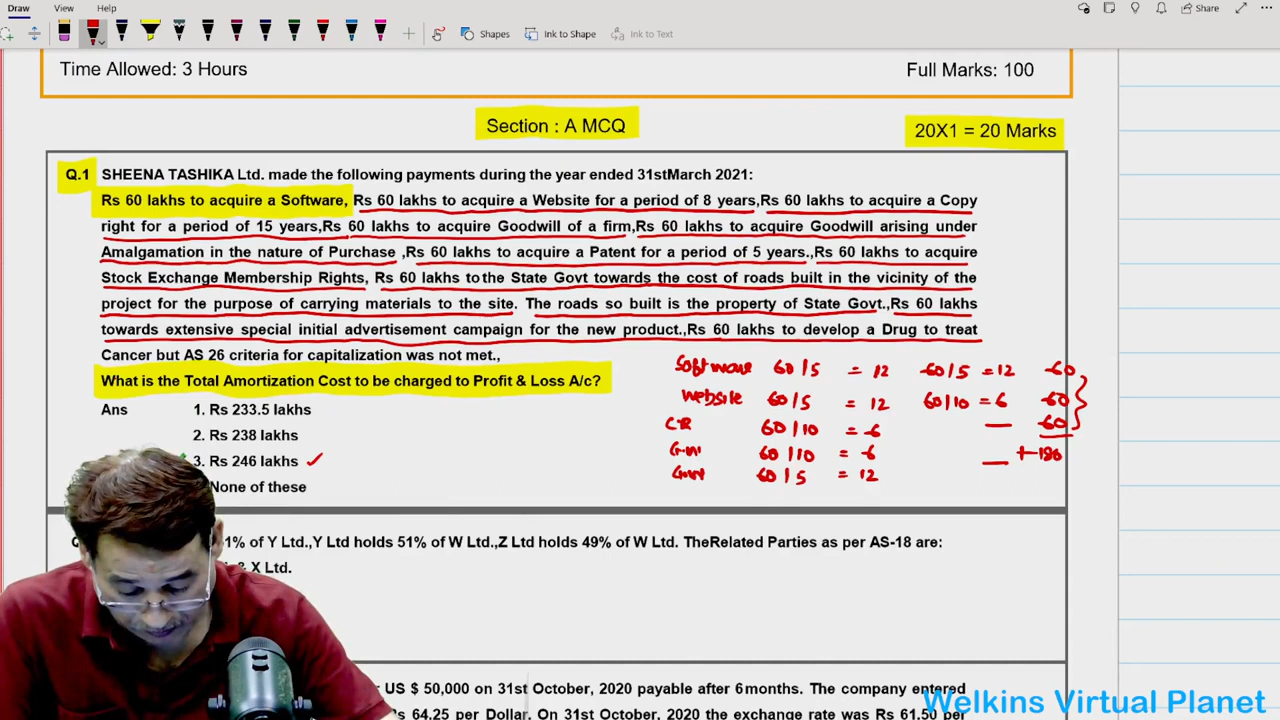 Draw View Help Share
Shapes Ink to Shape Ink to Text
Time Allowed: 3 Hours Full Marks: 100
Section : A MCQ
20X1 = 20 Marks
Q.1 SHEENA TASHIKA Ltd. made the following payments during the year ended 31stMarch 2021:
Rs 60 lakhs to acquire a Software, Rs 60 lakhs to acquire a Website for a period of 8 years,Rs 60 lakhs to acquire a Copy
right for a period of 15 years,Rs 60 lakhs to acquire Goodwill of a firm,Rs 60 lakhs to acquire Goodwill arising under
Amalgamation in the nature of Purchase ,Rs 60 lakhs to acquire a Patent for a period of 5 years.,Rs 60 lakhs to acquire
Stock Exchange Membership Rights, Rs 60 lakhs to the State Govt towards the cost of roads built in the vicinity of the
project for the purpose of carrying materials to the site. The roads so built is the property of State Govt.,Rs 60 lakhs
towards extensive special initial advertisement campaign for the new product.,Rs 60 lakhs to develop a Drug to treat
Cancer but AS 26 criteria for capitalization was not met.,
What is the Total Amortization Cost to be charged to Profit & Loss A/c?
Software 60/5 = 12 60/5 = 12 -60
Website 60/5 = 12 60/10 = 6 -60
CR 60/10 = 6 — -60
60/10 = 6 — +180
60/5 = 12
Ans 1. Rs 233.5 lakhs
2. Rs 238 lakhs
3. Rs 246 lakhs ✓
None of these
1% of Y Ltd.,Y Ltd holds 51% of W Ltd.,Z Ltd holds 49% of W Ltd. TheRelated Parties as per AS-18 are:
& X Ltd.
US $ 50,000 on 31st October, 2020 payable after 6 months. The company entered
Rs 64.25 per Dollar. On 31st October, 2020 the exchange rate was Rs 61.50 per
Welkins Virtual Planet